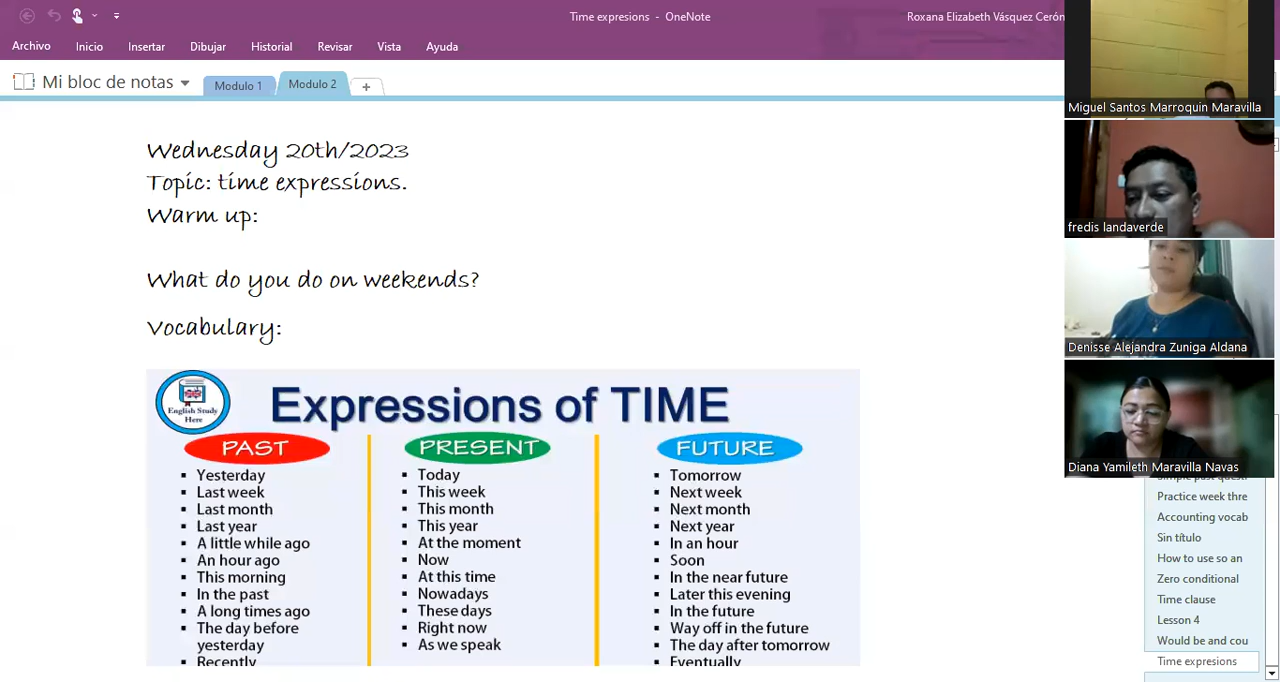 Time expresions - OneNote
Roxana Elizabeth Vásquez Cerón
Archivo
Inicio
Insertar
Dibujar
Historial
Revisar
Vista
Ayuda
Mi bloc de notas
Modulo 1
Modulo 2
Wednesday 20th/2023
Topic: time expressions.
Warm up:
What do you do on weekends?
Vocabulary:
English Study
Here
Expressions of TIME
PAST
Yesterday
Last week
Last month
Last year
A little while ago
An hour ago
This morning
In the past
A long times ago
The day before
yesterday
Recently
PRESENT
Today
This week
This month
This year
At the moment
Now
At this time
Nowadays
These days
Right now
As we speak
FUTURE
Tomorrow
Next week
Next month
Next year
In an hour
Soon
In the near future
Later this evening
In the future
Way off in the future
The day after tomorrow
Eventually
Miguel Santos Marroquin Maravilla
fredis landaverde
Denisse Alejandra Zuniga Aldana
Diana Yamileth Maravilla Navas
Simple past questi
Practice week thre
Accounting vocab
Sin título
How to use so an
Zero conditional
Time clause
Lesson 4
Would be and cou
Time expresions